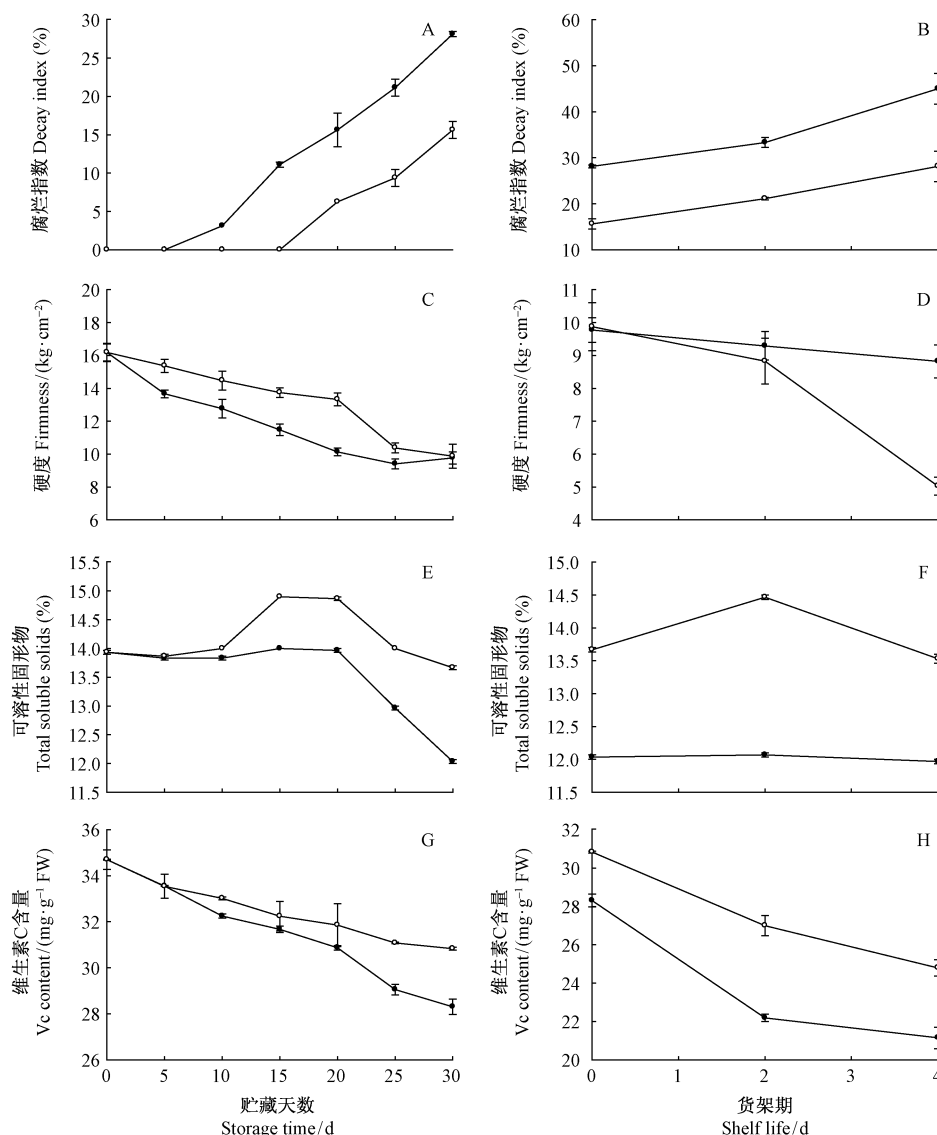 A
腐烂指数 Decay index (%)
30
25
20
15
10
5
0
B
腐烂指数 Decay index (%)
60
50
40
30
20
10
C
硬度 Firmness/(kg·cm⁻²)
20
18
16
14
12
10
8
6
D
硬度 Firmness/(kg·cm⁻²)
11
10
9
8
7
6
5
4
E
可溶性固形物
Total soluble solids (%)
15.5
15.0
14.5
14.0
13.5
13.0
12.5
12.0
11.5
F
可溶性固形物
Total soluble solids (%)
15.5
15.0
14.5
14.0
13.5
13.0
12.5
12.0
11.5
G
维生素C含量
Vc content/(mg·g⁻¹ FW)
36
34
32
30
28
26
0 5 10 15 20 25 30
贮藏天数
Storage time/d
H
维生素C含量
Vc content/(mg·g⁻¹ FW)
32
30
28
26
24
22
20
0 1 2 3 4
货架期
Shelf life/d